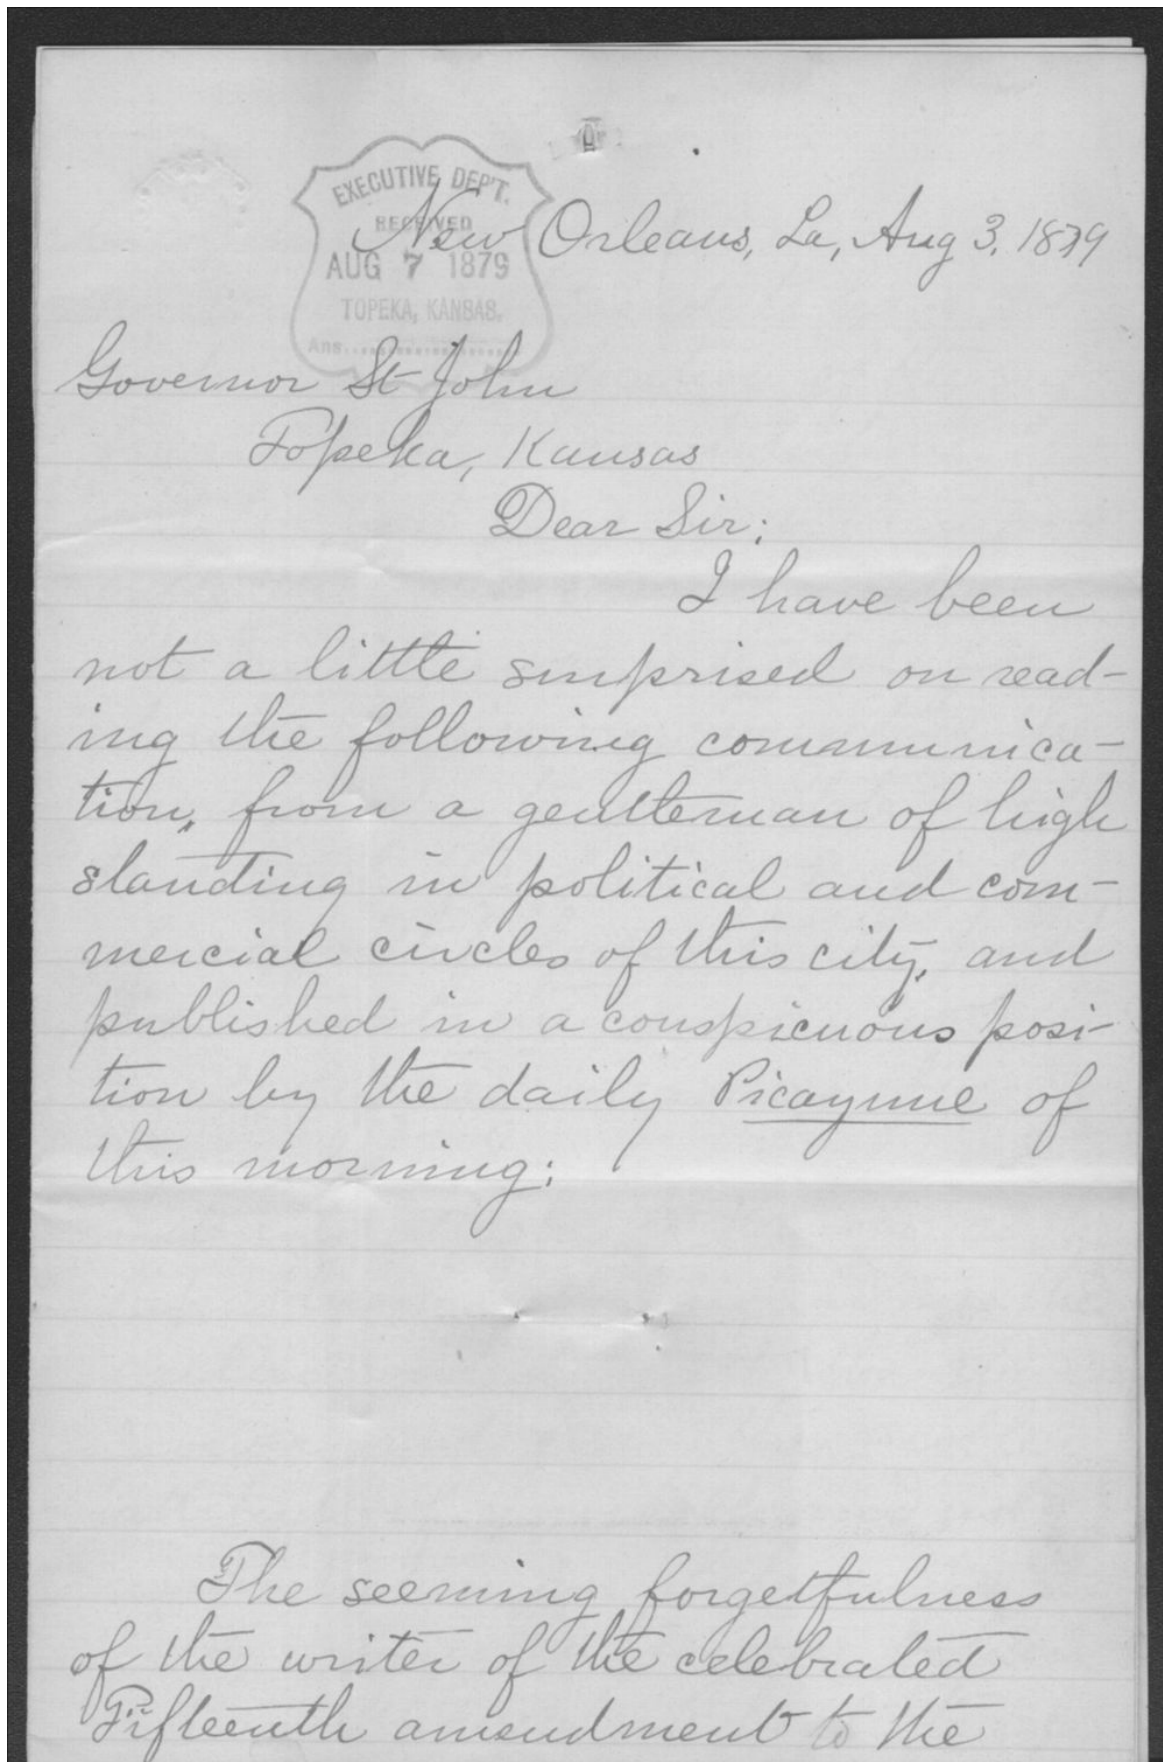 EXECUTIVE DEP'T.
RECEIVED
AUG 7 1879
TOPEKA, KANSAS.
Ans.
New Orleans, La, Aug 3, 1879
Governor St John
Topeka, Kansas
Dear Sir:
I have been
not a little surprised on read-
ing the following communica-
tion, from a gentleman of high
standing in political and com-
mercial circles of this city, and
published in a conspicuous posi-
tion by the daily Picayune of
this morning:
The seeming forgetfulness
of the writer of the celebrated
Fifteenth amendment to the